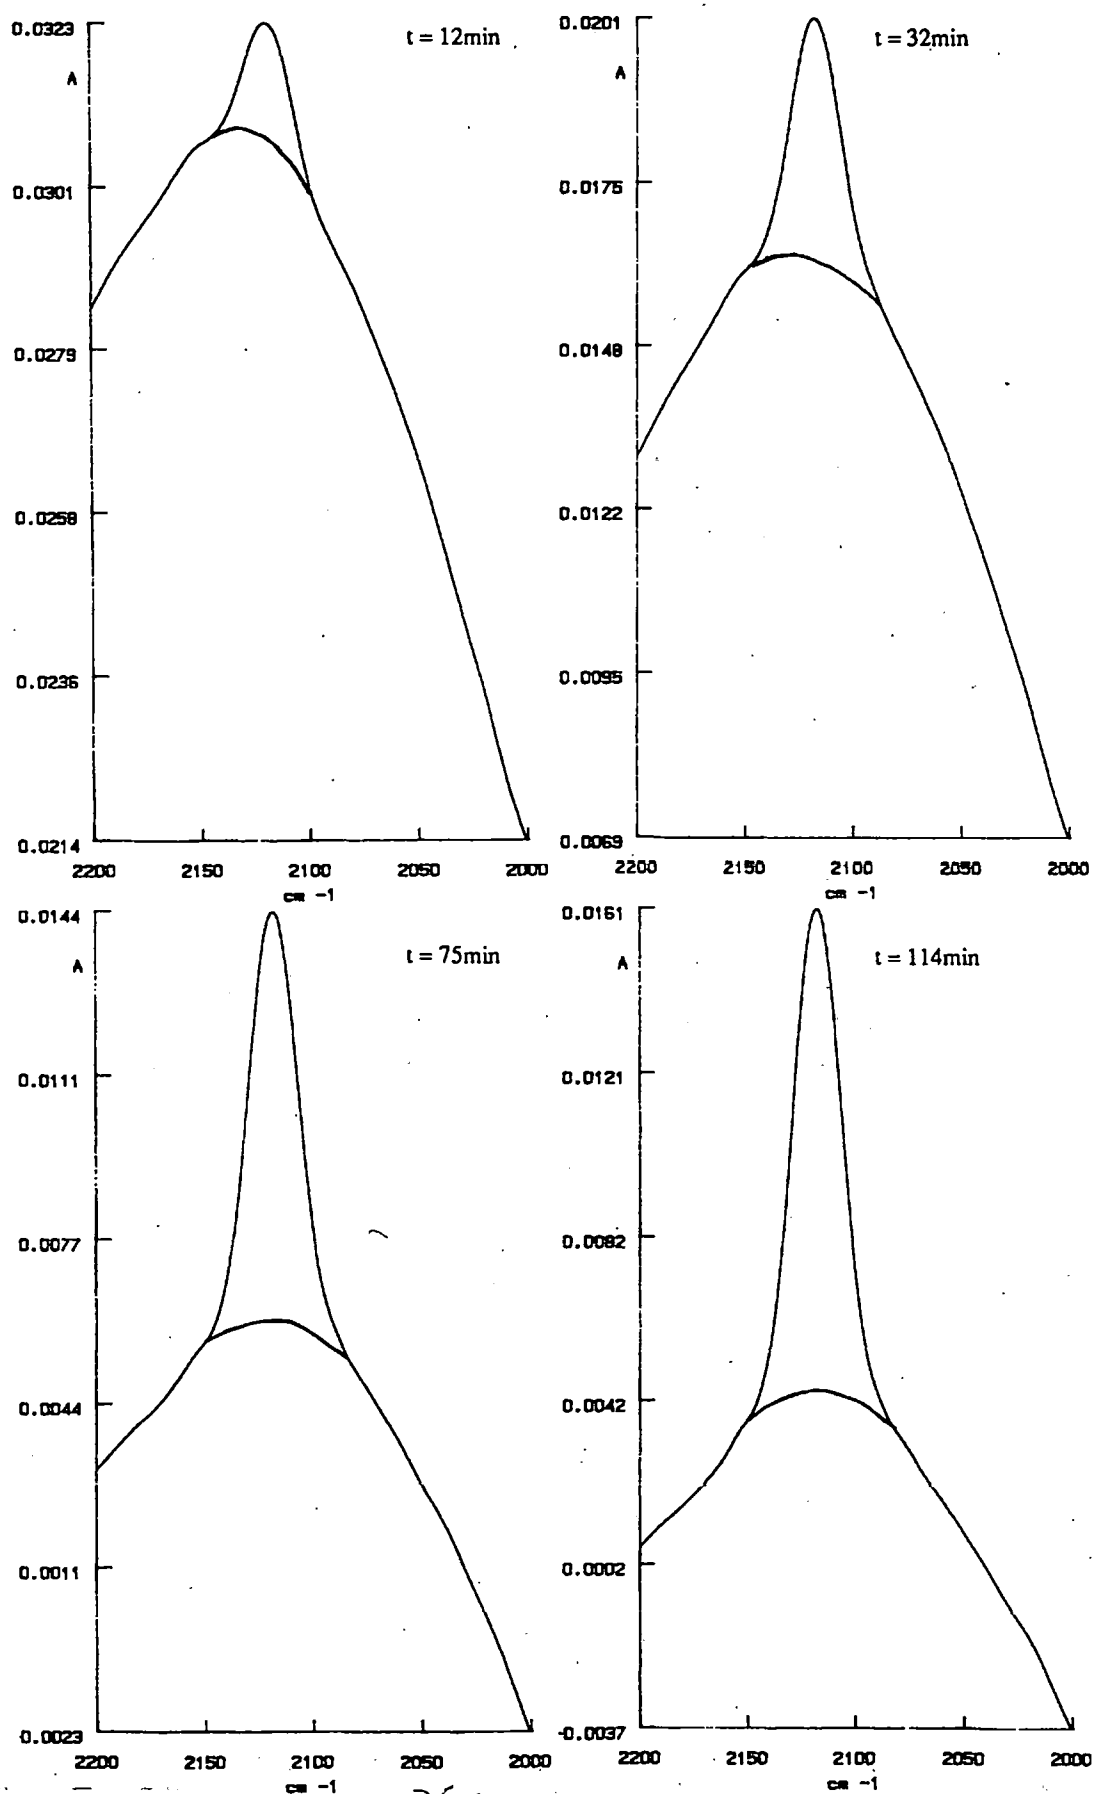 0.0323
A
t = 12min
0.0301
0.0279
0.0258
0.0236
0.0214
2200 2150 2100 2050 2000
cm -1
0.0201
A
t = 32min
0.0175
0.0148
0.0122
0.0095
0.0069
2200 2150 2100 2050 2000
cm -1
0.0144
A
t = 75min
0.0111
0.0077
0.0044
0.0011
0.0023
2200 2150 2100 2050 2000
cm -1
0.0161
A
t = 114min
0.0121
0.0082
0.0042
0.0002
-0.0037
2200 2150 2100 2050 2000
cm -1